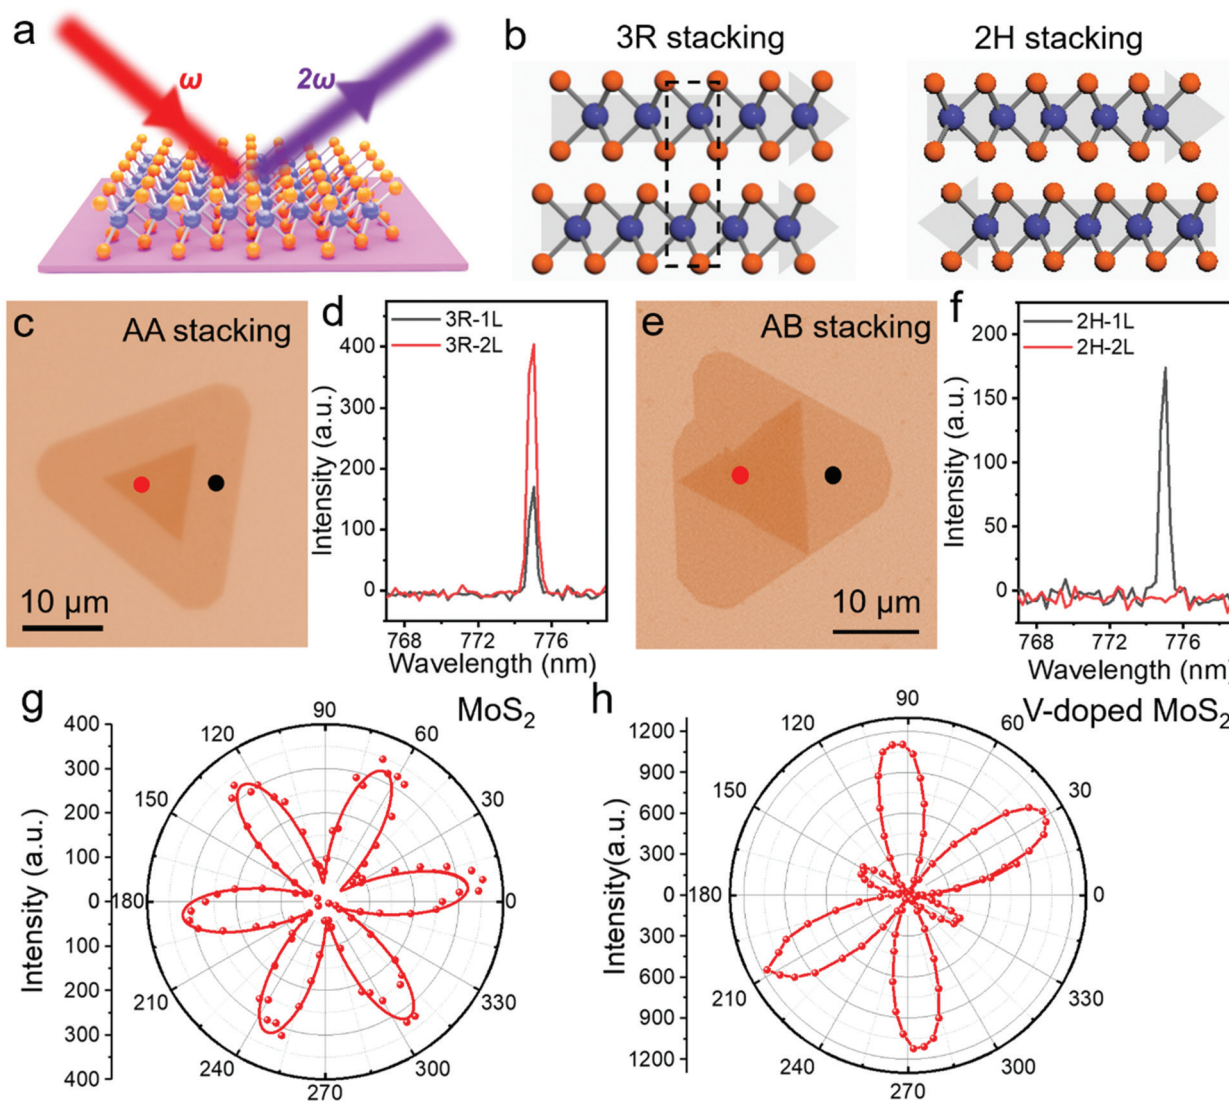 a
ω
2ω
b
3R stacking
2H stacking
c
AA stacking
10 μm
d
3R-1L
3R-2L
400
300
200
100
0
768
772
776
Intensity (a.u.)
Wavelength (nm)
e
AB stacking
10 μm
f
2H-1L
2H-2L
200
150
100
50
0
768
772
776
Intensity (a.u.)
Wavelength (nm)
g
MoS2
400
300
200
100
0
100
200
300
400
Intensity (a.u.)
90
60
30
0
330
300
270
240
210
180
150
120
h
V-doped MoS2
1200
900
600
300
0
300
600
900
1200
Intensity(a.u.)
90
60
30
0
330
300
270
240
210
180
150
120